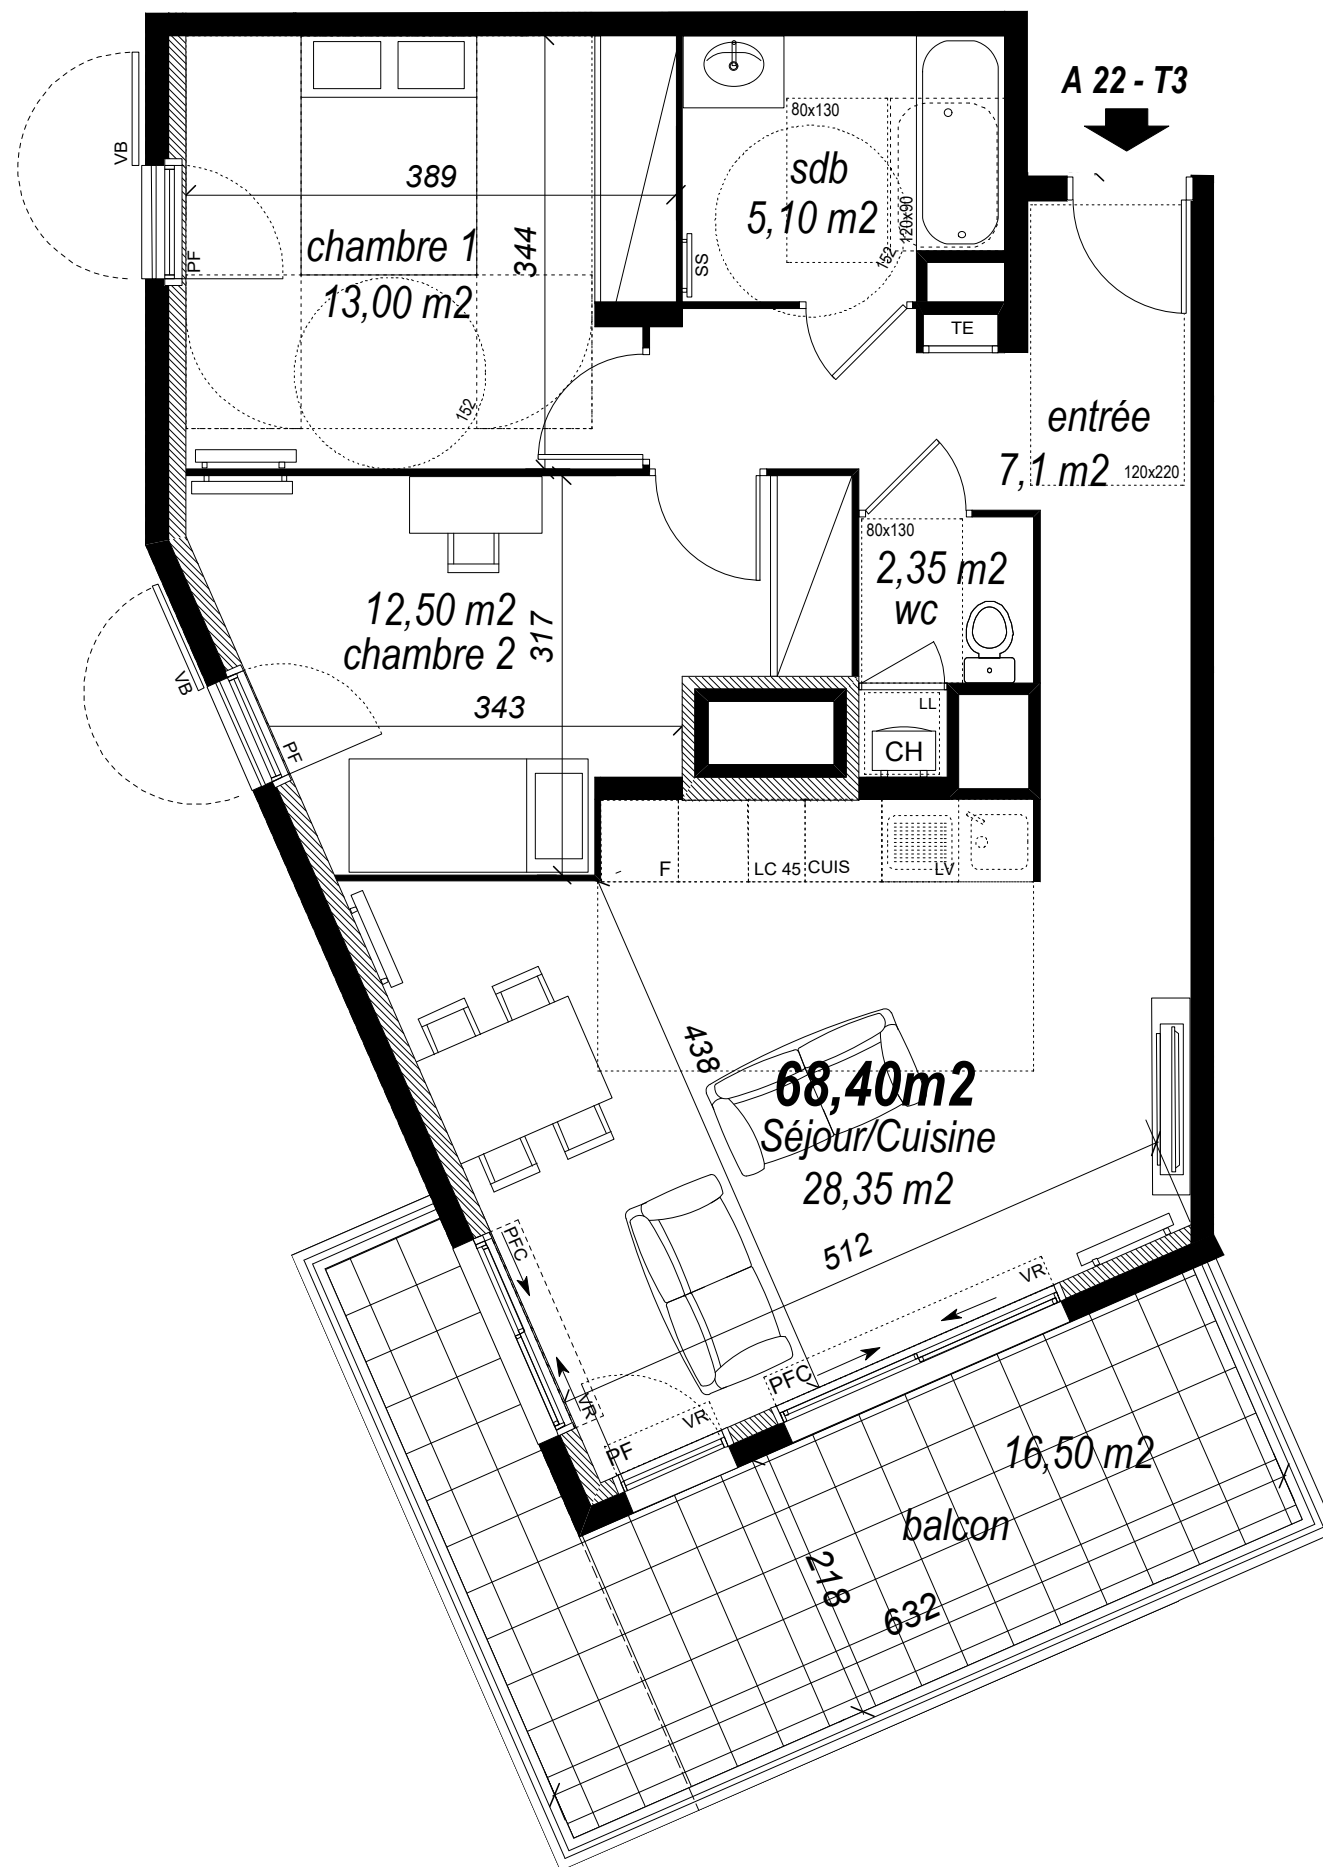 A 22 - T3
80x130
sdb
5,10 m2
120x90
152
SS
VB
PF
389
chambre 1
344
13,00 m2
152
TE
entrée
7,1 m2
120x220
80x130
2,35 m2
wc
12,50 m2
chambre 2
317
343
VB
PF
LL
CH
F
LC 45
CUIS
LV
438
68,40m2
Séjour/Cuisine
28,35 m2
512
PFC
VR
VR
PFC
PF
VR
16,50 m2
balcon
218
632